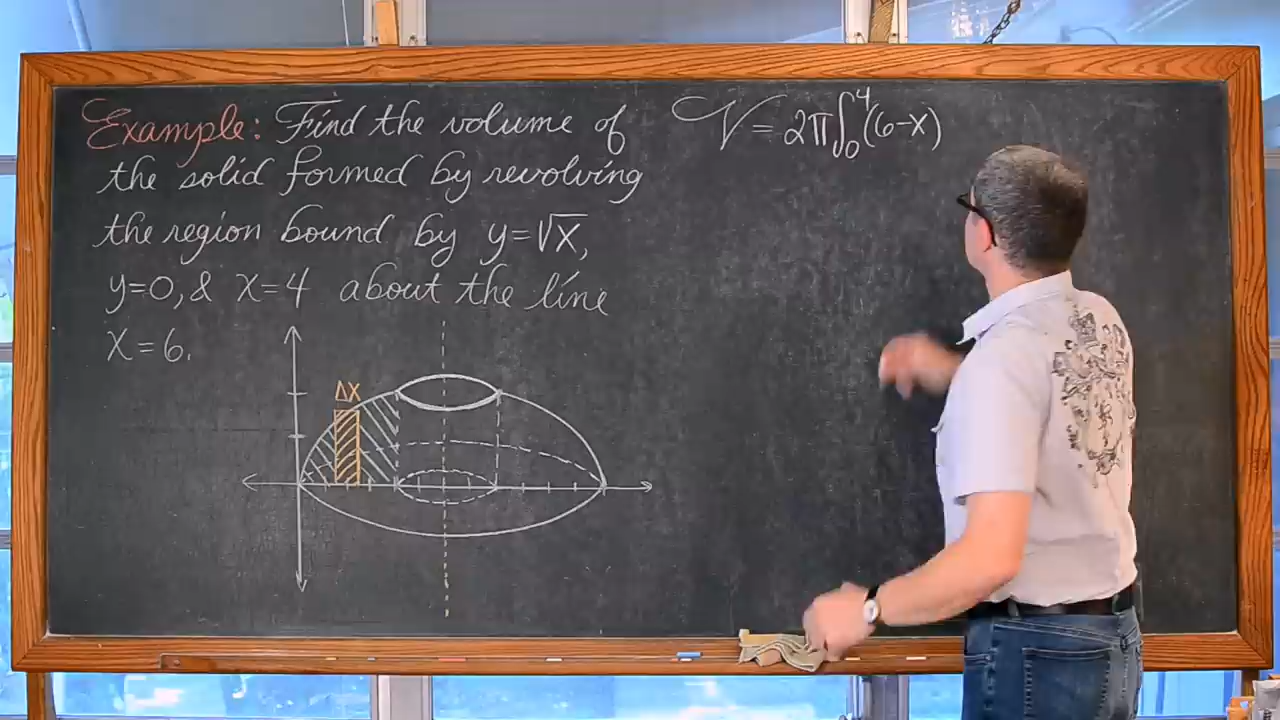 Example: Find the volume of
the solid formed by revolving
the region bound by y=√x,
y=0, & x=4 about the line
x=6.
ΔX
V = 2π∫₀⁴(6-x)